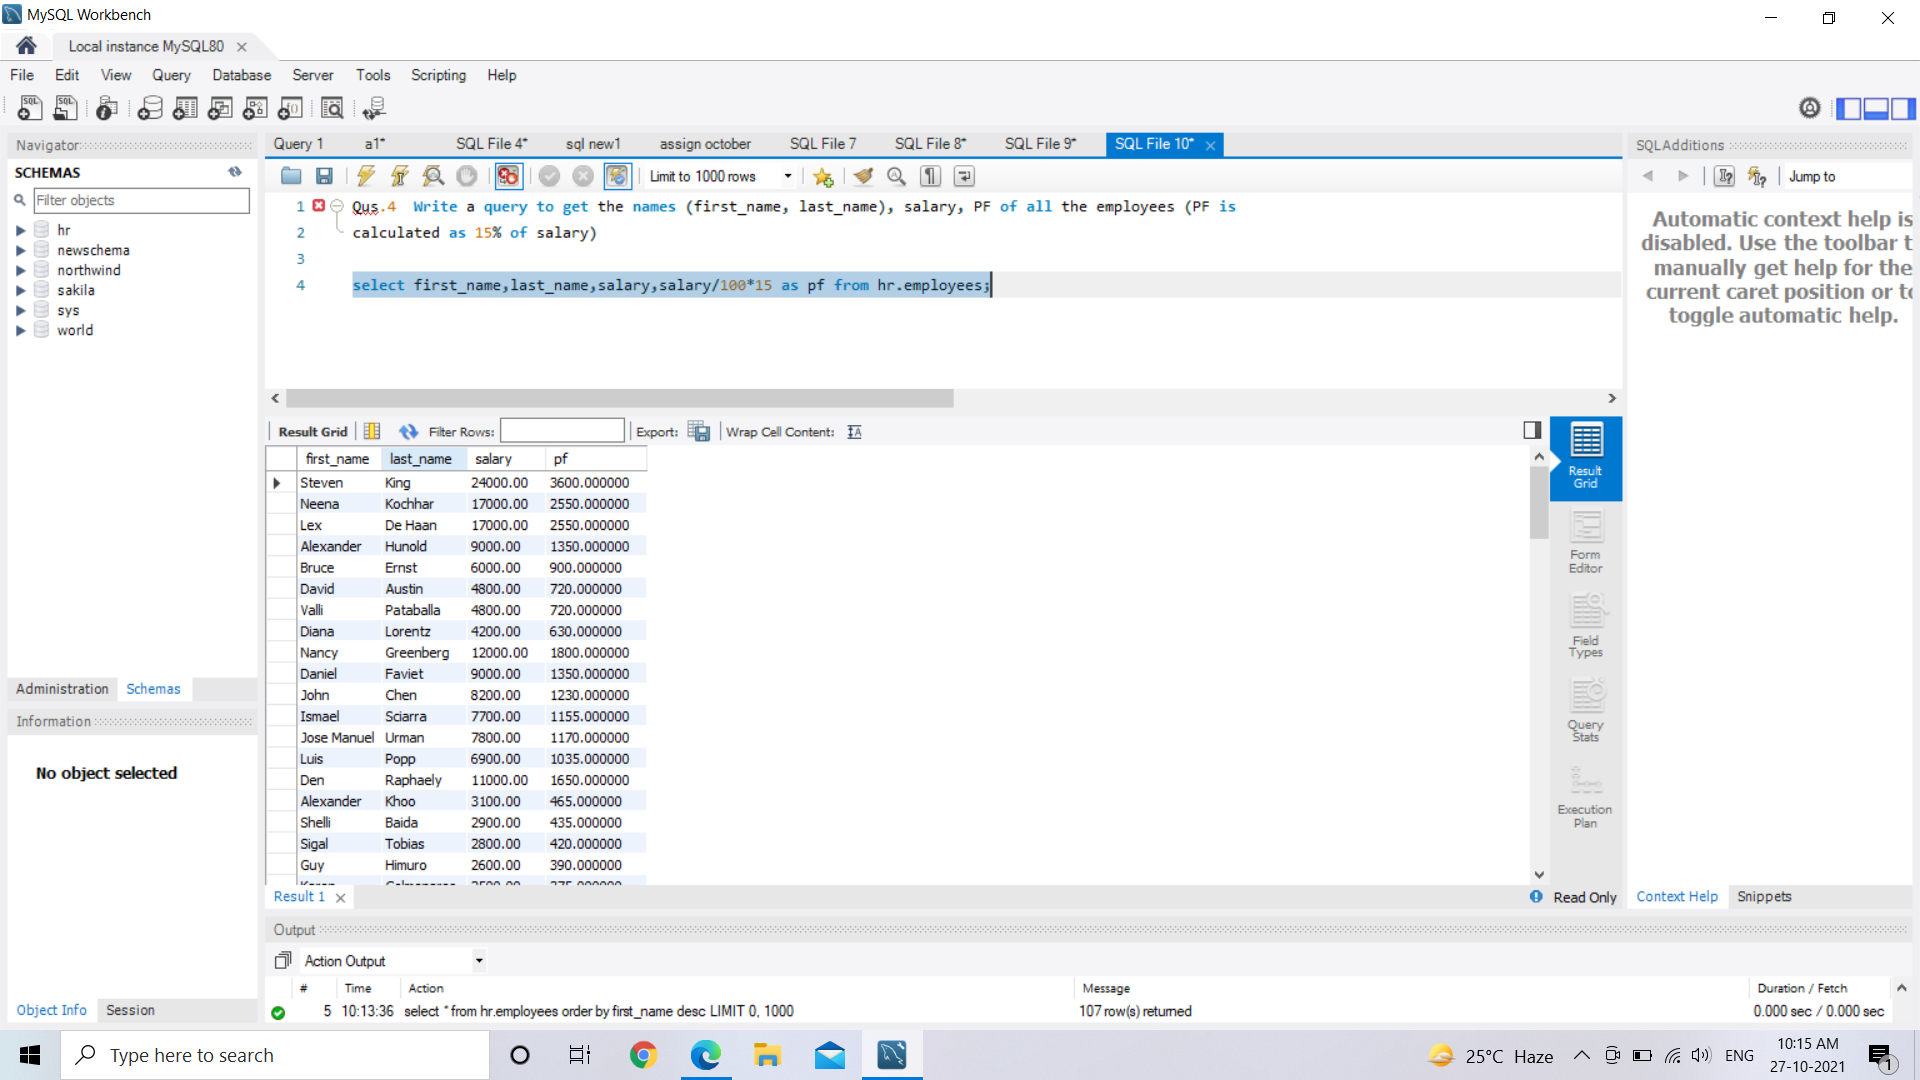 MySQL Workbench
Local instance MySQL80
File Edit View Query Database Server Tools Scripting Help
Navigator
SCHEMAS
Filter objects
hr
newschema
northwind
sakila
sys
world
Administration Schemas
Information
No object selected
Object Info Session
Query 1 a1* SQL File 4* sql new1 assign october SQL File 7 SQL File 8* SQL File 9* SQL File 10*
Limit to 1000 rows
1 Qus.4 Write a query to get the names (first_name, last_name), salary, PF of all the employees (PF is
2 calculated as 15% of salary)
3
4 select first_name,last_name,salary,salary/100*15 as pf from hr.employees;
Result Grid Filter Rows: Export: Wrap Cell Content:
first_name last_name salary pf
Steven King 24000.00 3600.000000
Neena Kochhar 17000.00 2550.000000
Lex De Haan 17000.00 2550.000000
Alexander Hunold 9000.00 1350.000000
Bruce Ernst 6000.00 900.000000
David Austin 4800.00 720.000000
Valli Pataballa 4800.00 720.000000
Diana Lorentz 4200.00 630.000000
Nancy Greenberg 12000.00 1800.000000
Daniel Faviet 9000.00 1350.000000
John Chen 8200.00 1230.000000
Ismael Sciarra 7700.00 1155.000000
Jose Manuel Urman 7800.00 1170.000000
Luis Popp 6900.00 1035.000000
Den Raphaely 11000.00 1650.000000
Alexander Khoo 3100.00 465.000000
Shelli Baida 2900.00 435.000000
Sigal Tobias 2800.00 420.000000
Guy Himuro 2600.00 390.000000
Result Grid
Form Editor
Field Types
Query Stats
Execution Plan
Result 1
Read Only
SQLAdditions
Jump to
Automatic context help is
disabled. Use the toolbar t
manually get help for the
current caret position or to
toggle automatic help.
Context Help Snippets
Output
Action Output
# Time Action Message Duration / Fetch
5 10:13:36 select * from hr.employees order by first_name desc LIMIT 0, 1000 107 row(s) returned 0.000 sec / 0.000 sec
Type here to search
25°C Haze
ENG
10:15 AM
27-10-2021
1